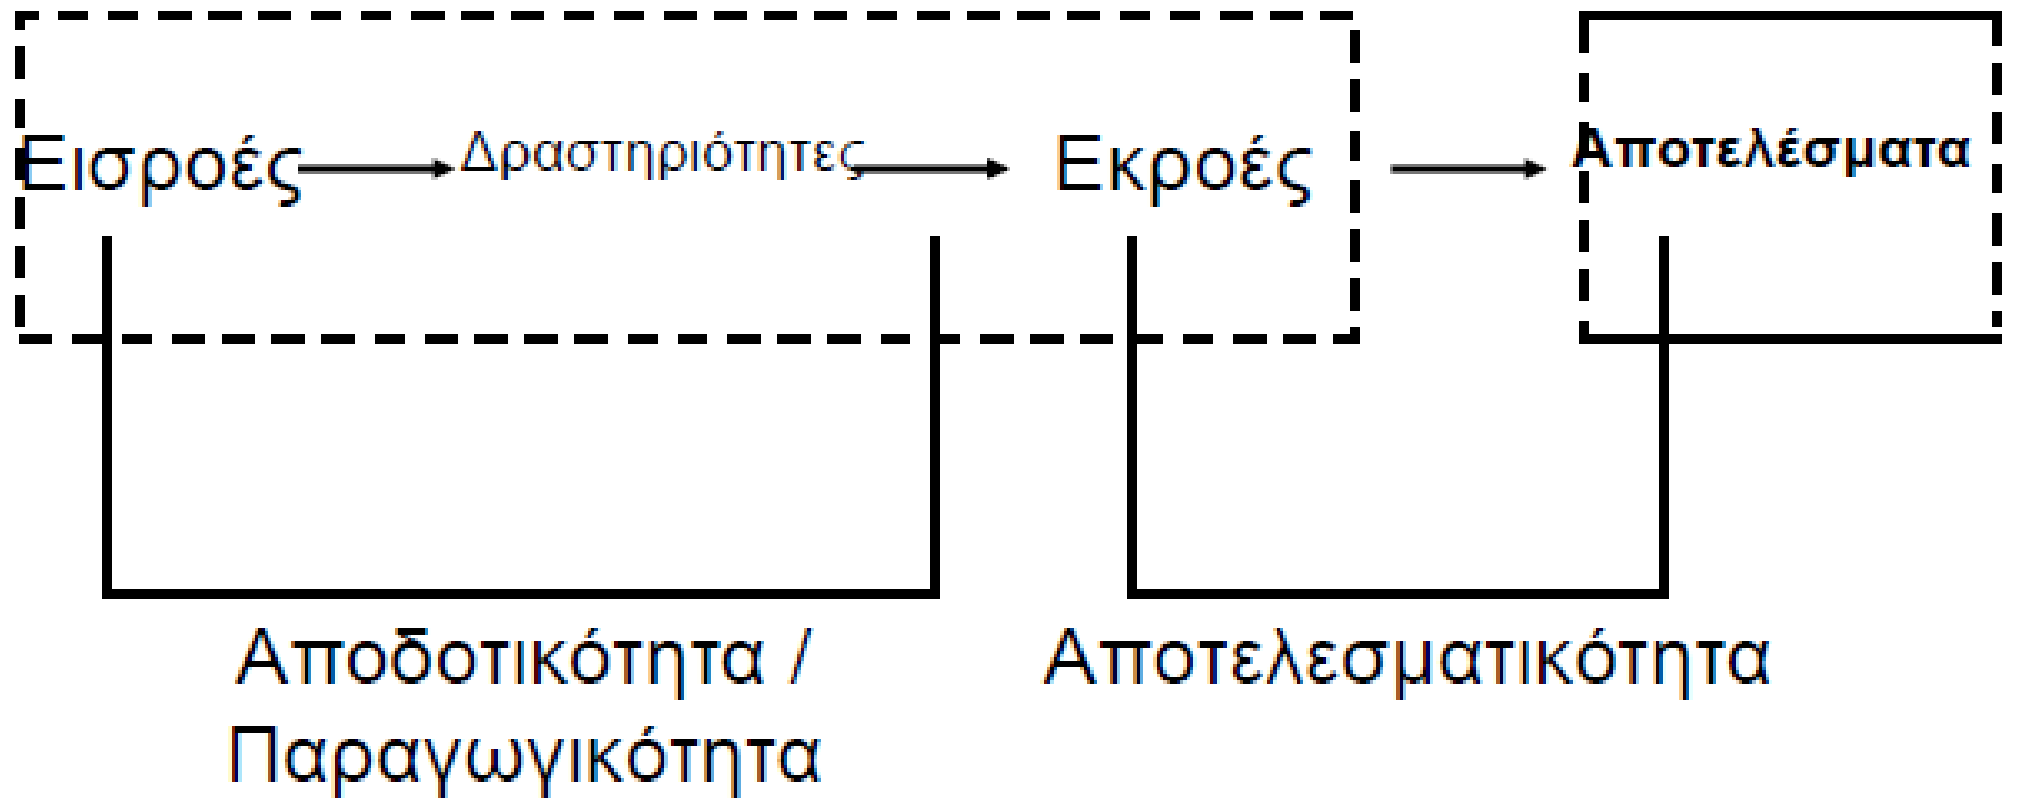 Εισροές Δραστηριότητες Εκροές Αποτελέσματα
Αποδοτικότητα /
Παραγωγικότητα
Αποτελεσματικότητα